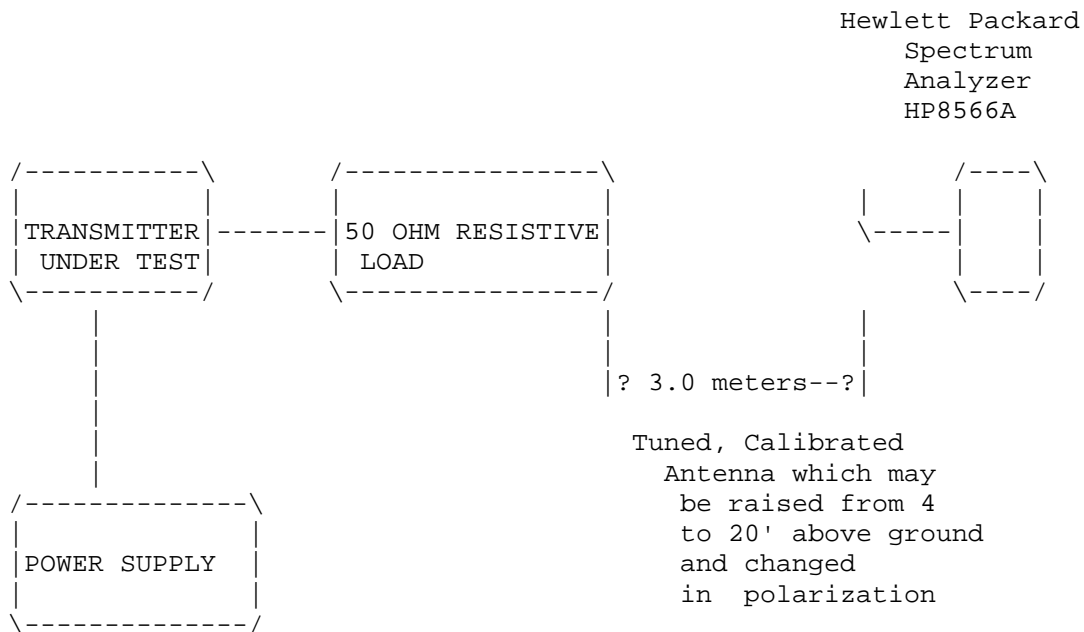 Hewlett Packard
Spectrum
Analyzer
HP8566A
TRANSMITTER
UNDER TEST
50 OHM RESISTIVE
LOAD
? 3.0 meters--?
Tuned, Calibrated
Antenna which may
be raised from 4
to 20' above ground
and changed
in polarization
POWER SUPPLY